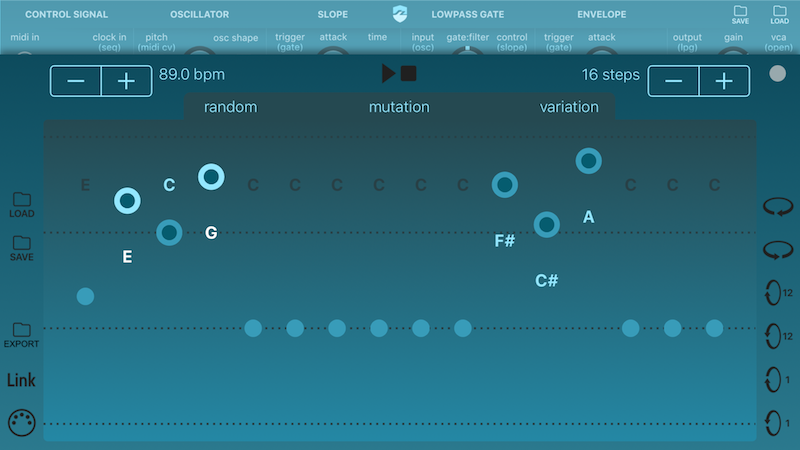 CONTROL SIGNAL OSCILLATOR SLOPE LOWPASS GATE ENVELOPE
SAVE LOAD
midi in clock in (seq) pitch (midi cv) osc shape trigger (gate) attack time input (osc) gate:filter control (slope) trigger (gate) attack output (lpg) gain vca (open)
− + 89.0 bpm 16 steps − +
random mutation variation
E C C C C C C C C C C
LOAD
E G F# C# A
SAVE
12
EXPORT 12
Link 1
1